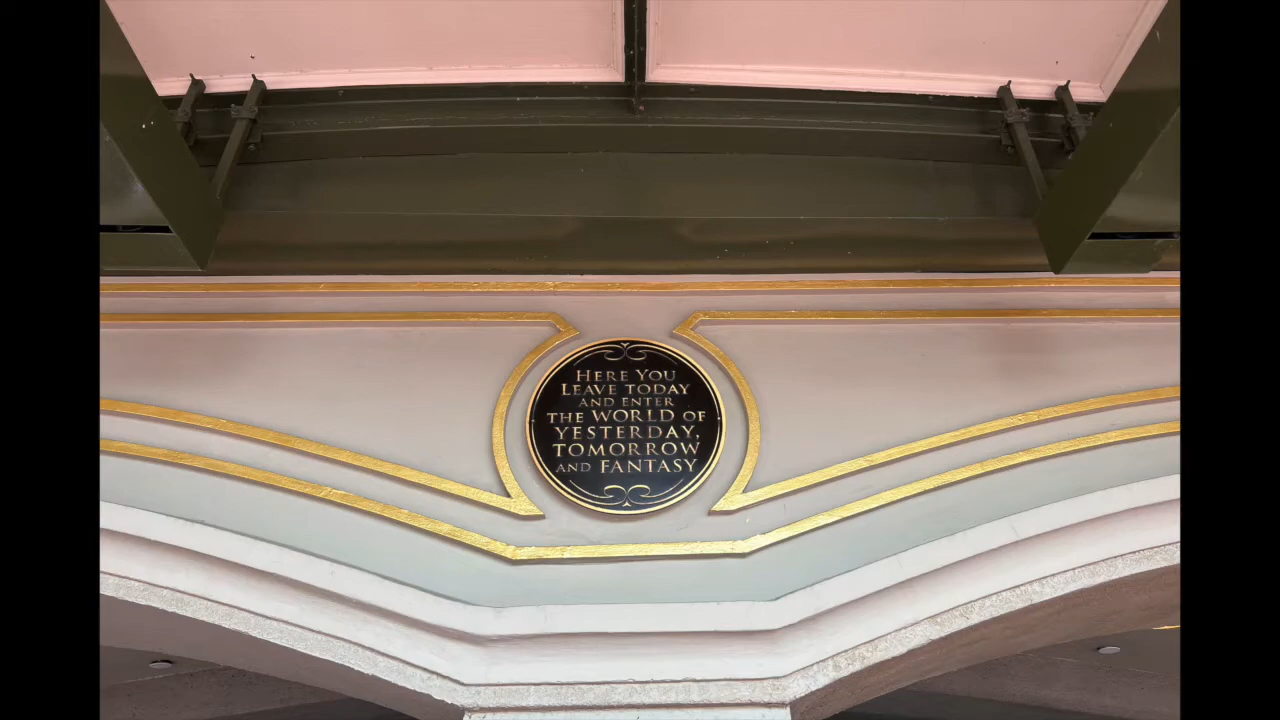 HERE YOU
LEAVE TODAY
AND ENTER
THE WORLD OF
YESTERDAY,
TOMORROW
AND FANTASY